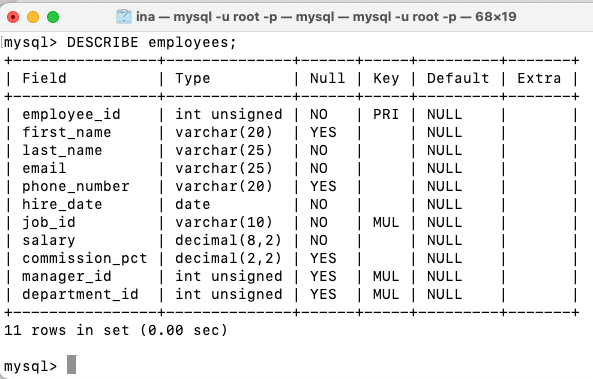 ina — mysql -u root -p — mysql — mysql -u root -p — 68×19
mysql> DESCRIBE employees;
+-----------------+--------------+------+-----+---------+-------+
| Field           | Type         | Null | Key | Default | Extra |
+-----------------+--------------+------+-----+---------+-------+
| employee_id     | int unsigned | NO   | PRI | NULL    |       |
| first_name      | varchar(20)  | YES  |     | NULL    |       |
| last_name       | varchar(25)  | NO   |     | NULL    |       |
| email           | varchar(25)  | NO   |     | NULL    |       |
| phone_number    | varchar(20)  | YES  |     | NULL    |       |
| hire_date       | date         | NO   |     | NULL    |       |
| job_id          | varchar(10)  | NO   | MUL | NULL    |       |
| salary          | decimal(8,2) | NO   |     | NULL    |       |
| commission_pct  | decimal(2,2) | YES  |     | NULL    |       |
| manager_id      | int unsigned | YES  | MUL | NULL    |       |
| department_id   | int unsigned | YES  | MUL | NULL    |       |
+-----------------+--------------+------+-----+---------+-------+
11 rows in set (0.00 sec)
mysql>